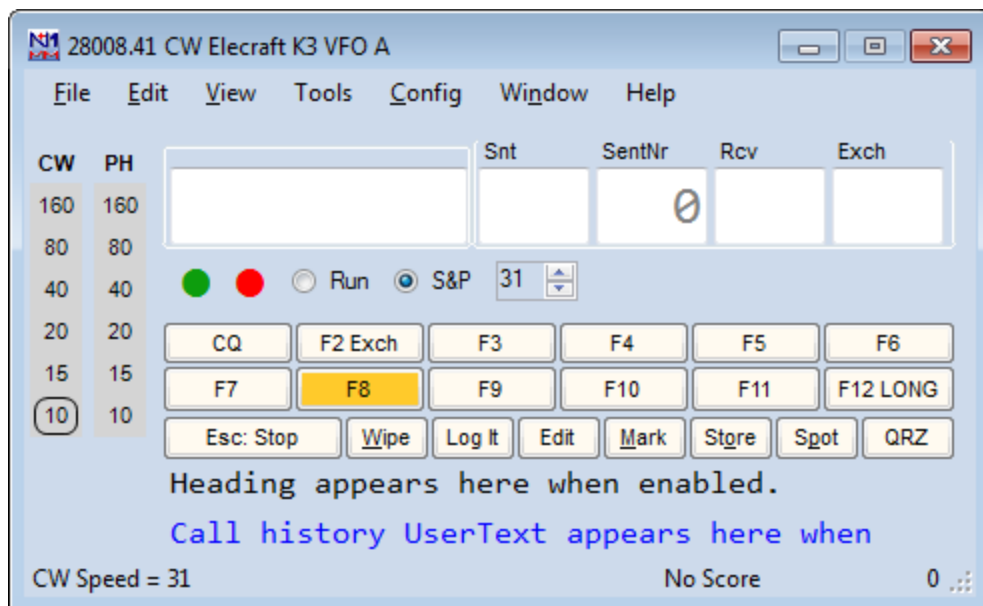 N1 MM 28008.41 CW Elecraft K3 VFO A
File Edit View Tools Config Window Help
Snt SentNr Rcv Exch
CW PH
160 160 0
80 80
40 40 Run S&P 31
20 20 CQ F2 Exch F3 F4 F5 F6
15 15 F7 F8 F9 F10 F11 F12 LONG
10 10 Esc: Stop Wipe Log It Edit Mark Store Spot QRZ
Heading appears here when enabled.
Call history UserText appears here when
CW Speed = 31 No Score 0